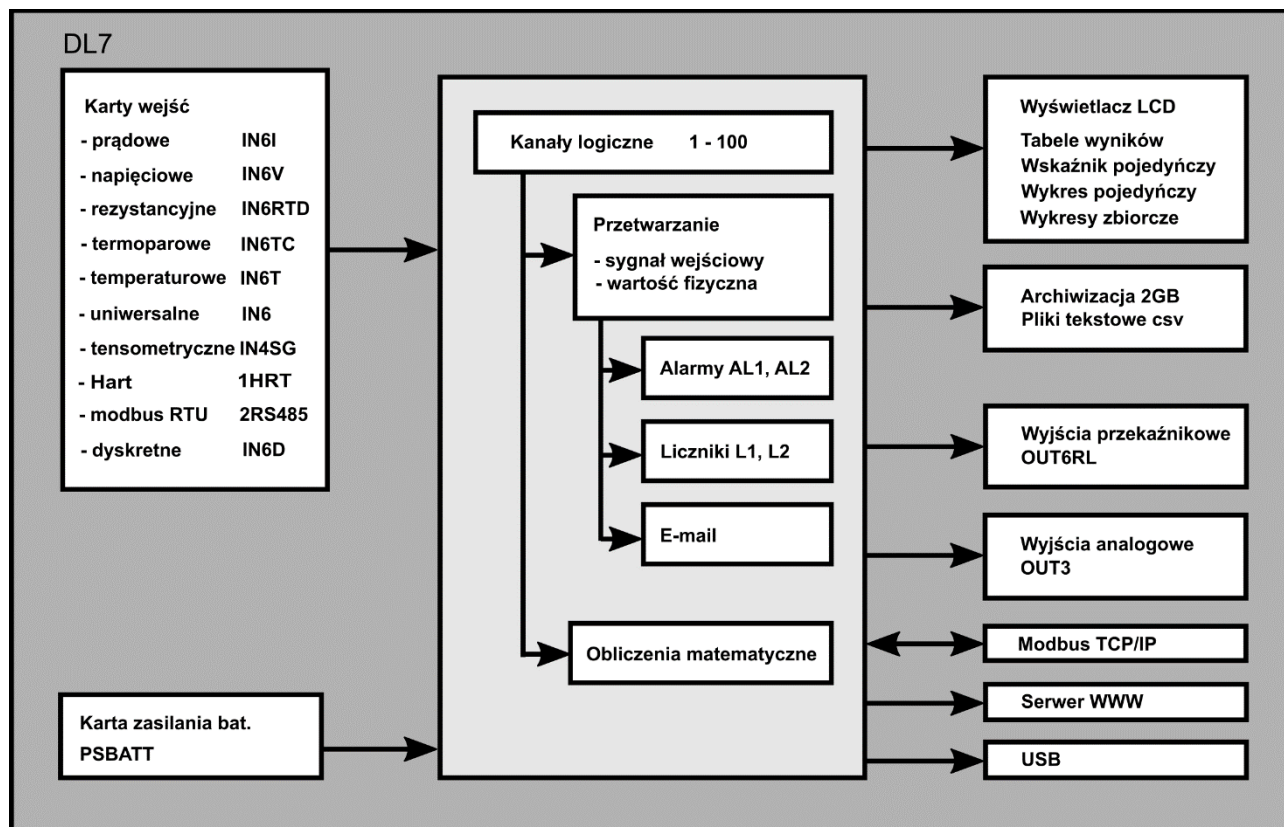 DL7
Karty wejść
- prądowe IN6I
- napięciowe IN6V
- rezystancyjne IN6RTD
- termoparowe IN6TC
- temperaturowe IN6T
- uniwersalne IN6
- tensometryczne IN4SG
- Hart 1HRT
- modbus RTU 2RS485
- dyskretne IN6D
Karta zasilania bat.
PSBATT
Kanały logiczne 1 - 100
Przetwarzanie
- sygnał wejściowy
- wartość fizyczna
Alarmy AL1, AL2
Liczniki L1, L2
E-mail
Obliczenia matematyczne
Wyświetlacz LCD
Tabele wyników
Wskaźnik pojedyńczy
Wykres pojedyńczy
Wykresy zbiorcze
Archiwizacja 2GB
Pliki tekstowe csv
Wyjścia przekaźnikowe
OUT6RL
Wyjścia analogowe
OUT3
Modbus TCP/IP
Serwer WWW
USB